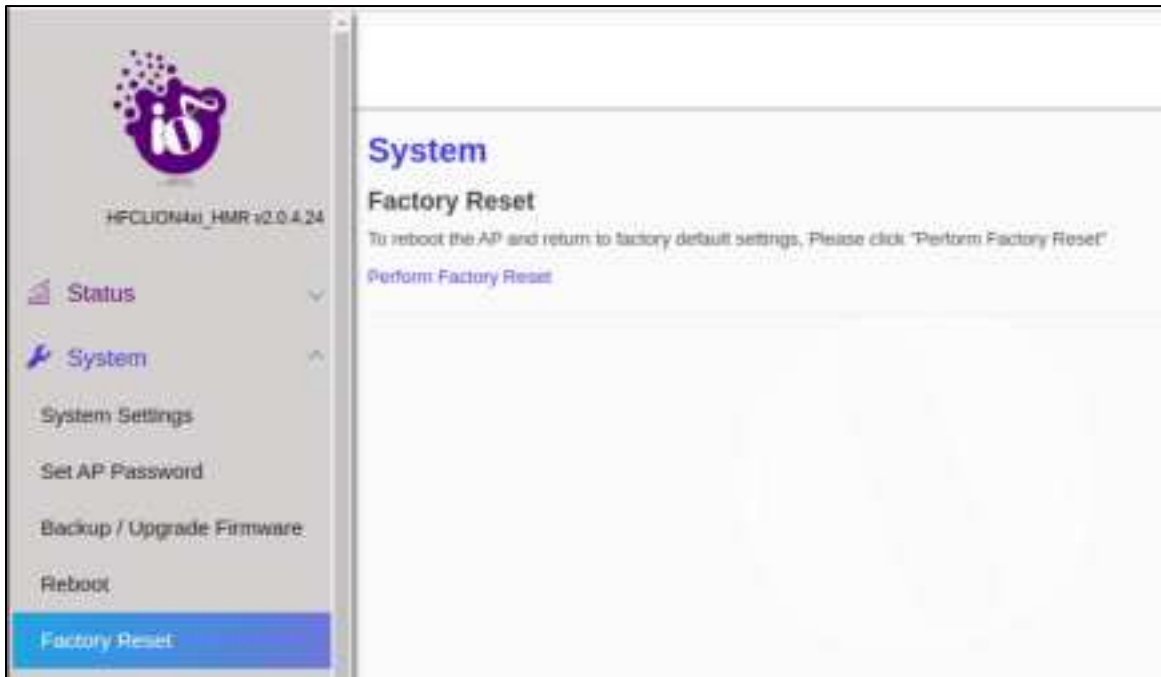 io
HFCLION4xi_HMR v2.0.4.24
Status
System
System Settings
Set AP Password
Backup / Upgrade Firmware
Reboot
Factory Reset
System
Factory Reset
To reboot the AP and return to factory default settings, Please click "Perform Factory Reset"
Perform Factory Reset